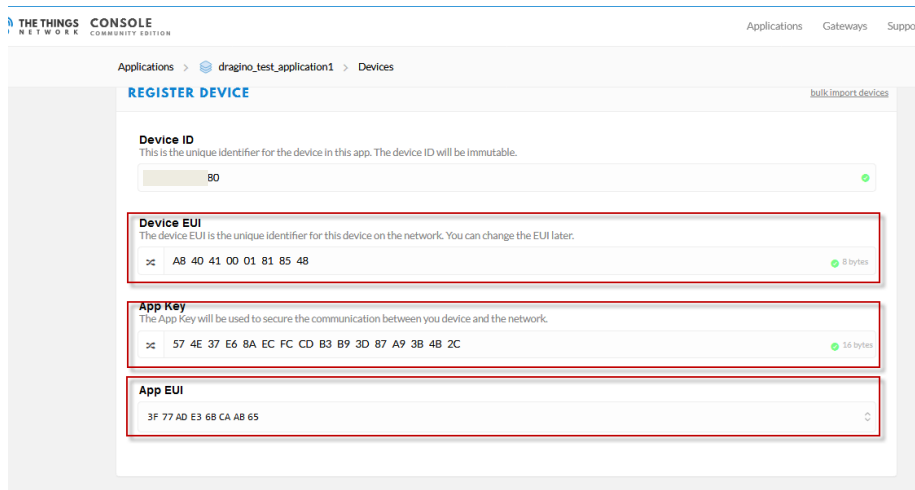 THE THINGS NETWORK CONSOLE COMMUNITY EDITION
Applications Gateways
Applications > dragino_test_application1 > Devices
REGISTER DEVICE bulk import devices
Device ID
This is the unique identifier for the device in this app. The device ID will be immutable.
80
Device EUI
The device EUI is the unique identifier for this device on the network. You can change the EUI later.
A8 40 41 00 01 81 85 48 8 bytes
App Key
The App Key will be used to secure the communication between you device and the network.
57 4E 37 E6 8A EC FC CD B3 B9 3D 87 A9 3B 4B 2C 16 bytes
App EUI
3F 77 AD E3 6B CA AB 65